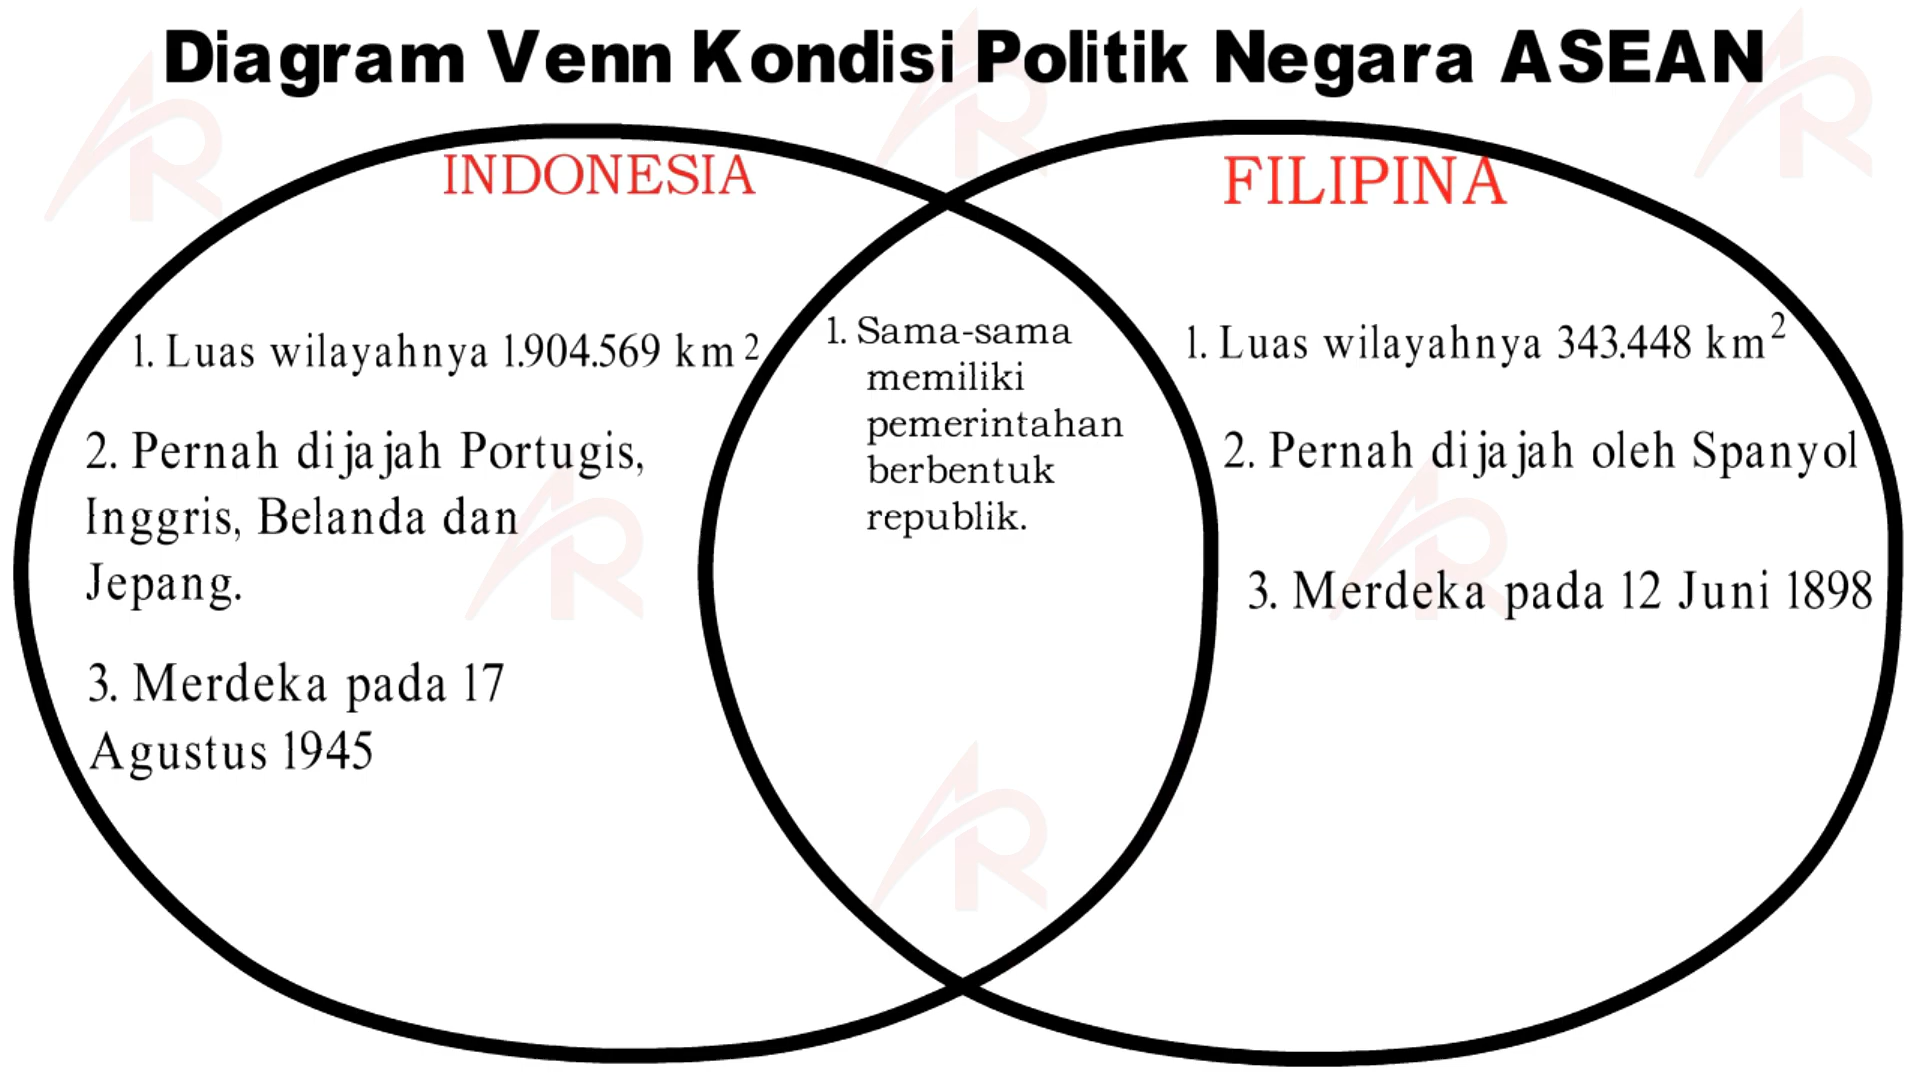 Diagram Venn Kondisi Politik Negara ASEAN
INDONESIA
1. Luas wilayahnya 1.904.569 km 2
2. Pernah dijajah Portugis,
Inggris, Belanda dan
Jepang.
3. Merdeka pada 17
Agustus 1945
1. Sama-sama
memiliki
pemerintahan
berbentuk
republik.
FILIPINA
1. Luas wilayahnya 343.448 km²
2. Pernah dijajah oleh Spanyol
3. Merdeka pada 12 Juni 1898